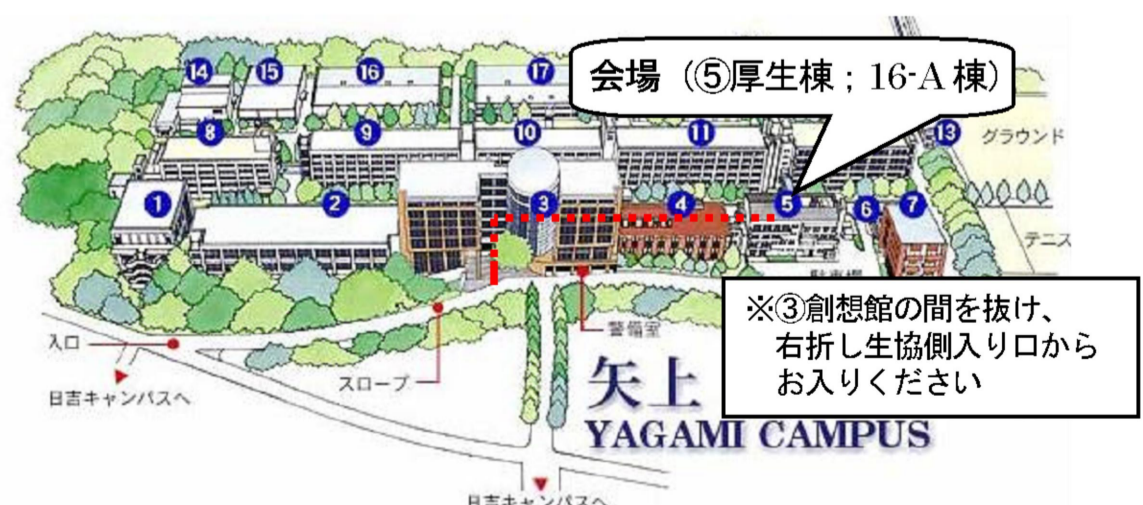 会場（⑤厚生棟；16-A 棟）
14
15
16
17
8
9
10
11
13
グラウンド
1
2
3
4
5
6
7
テニス
※③創想館の間を抜け、
右折し生協側入り口から
お入りください
入口
警備室
スロープ
日吉キャンパスへ
矢上
YAGAMI CAMPUS
日吉キャンパスへ